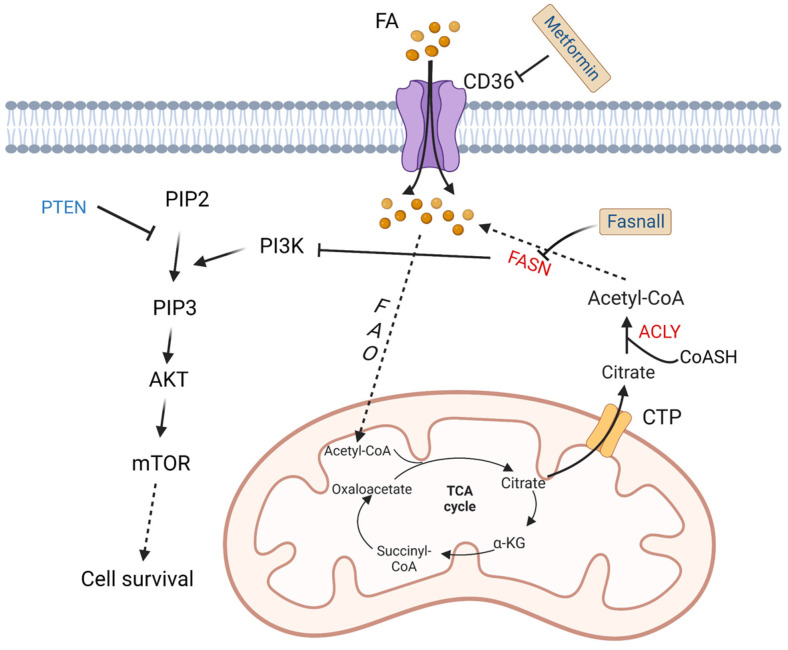 FA
Metformin
CD36
PTEN
PIP2
Fasnall
PI3K
FASN
PIP3
Acetyl-CoA
FAO
ACLY
CoASH
AKT
Citrate
CTP
mTOR
Acetyl-CoA
Oxaloacetate
TCA
cycle
Citrate
α-KG
Succinyl-
CoA
Cell survival